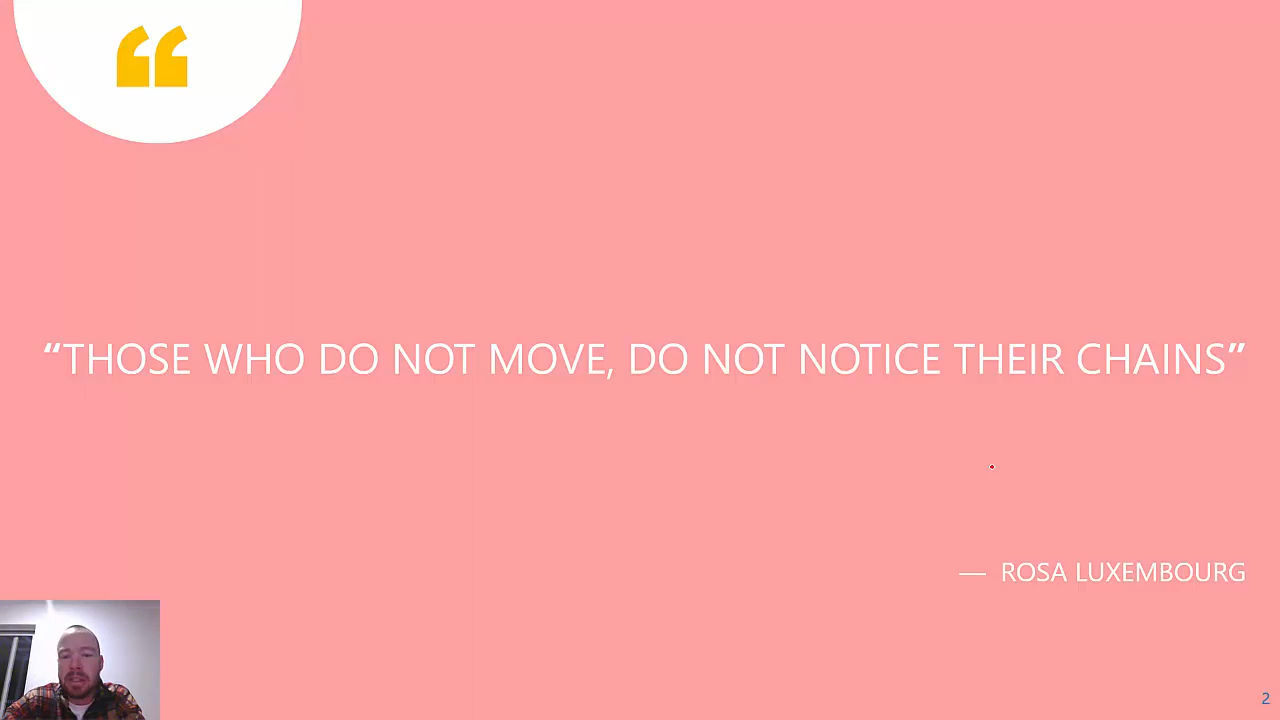 “
“THOSE WHO DO NOT MOVE, DO NOT NOTICE THEIR CHAINS”
— ROSA LUXEMBOURG
2